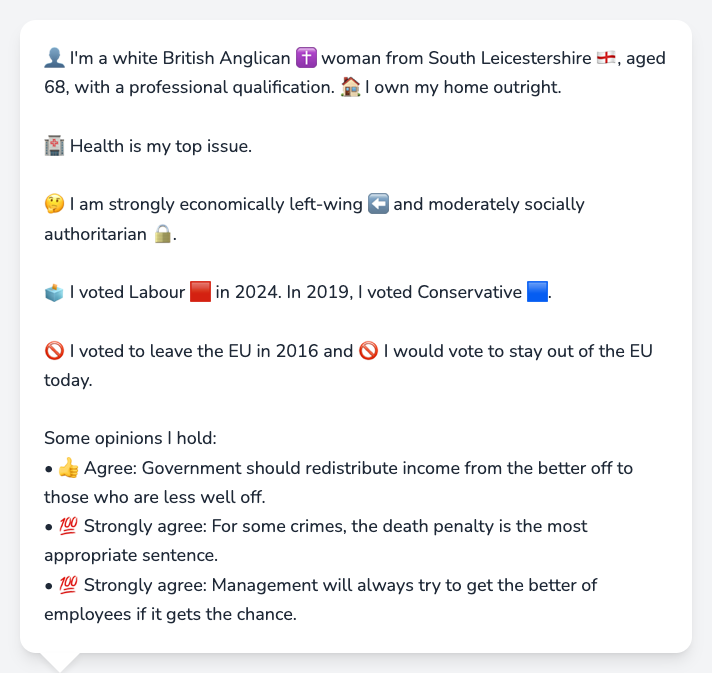 👤 I'm a white British Anglican ✝️ woman from South Leicestershire 🏴󠁧󠁢󠁥󠁮󠁧󠁿, aged
68, with a professional qualification. 🏠 I own my home outright.
🏥 Health is my top issue.
🤔 I am strongly economically left-wing ⬅️ and moderately socially
authoritarian 🔒.
🗳️ I voted Labour 🟥 in 2024. In 2019, I voted Conservative 🟦.
🚫 I voted to leave the EU in 2016 and 🚫 I would vote to stay out of the EU
today.
Some opinions I hold:
• 👍 Agree: Government should redistribute income from the better off to
those who are less well off.
• 💯 Strongly agree: For some crimes, the death penalty is the most
appropriate sentence.
• 💯 Strongly agree: Management will always try to get the better of
employees if it gets the chance.